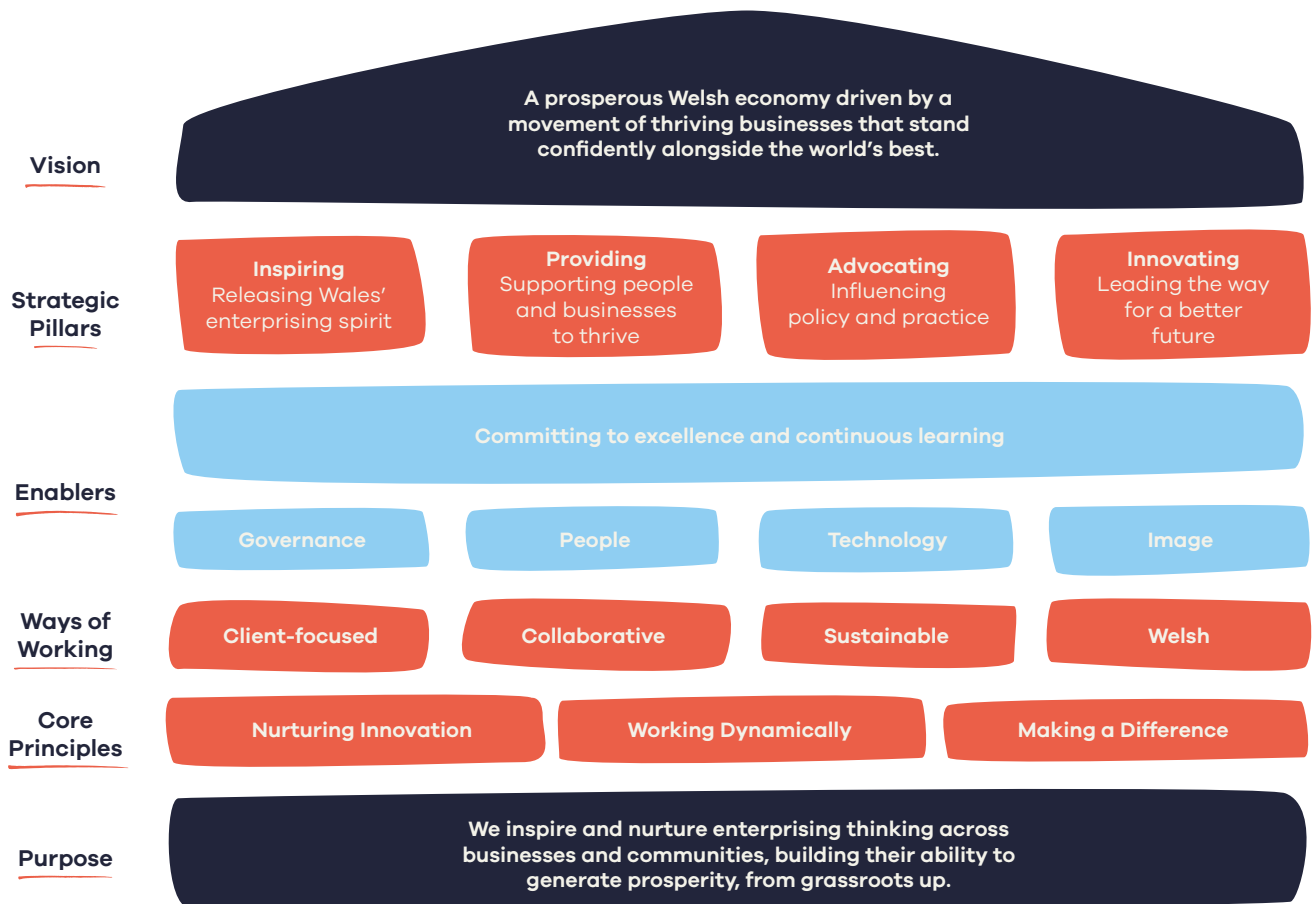 A prosperous Welsh economy driven by a
movement of thriving businesses that stand
confidently alongside the world's best.
Vision
Strategic
Pillars
Inspiring
Releasing Wales'
enterprising spirit
Providing
Supporting people
and businesses
to thrive
Advocating
Influencing
policy and practice
Innovating
Leading the way
for a better
future
Enablers
Committing to excellence and continuous learning
Governance
People
Technology
Image
Ways of
Working
Client-focused
Collaborative
Sustainable
Welsh
Core
Principles
Nurturing Innovation
Working Dynamically
Making a Difference
Purpose
We inspire and nurture enterprising thinking across
businesses and communities, building their ability to
generate prosperity, from grassroots up.